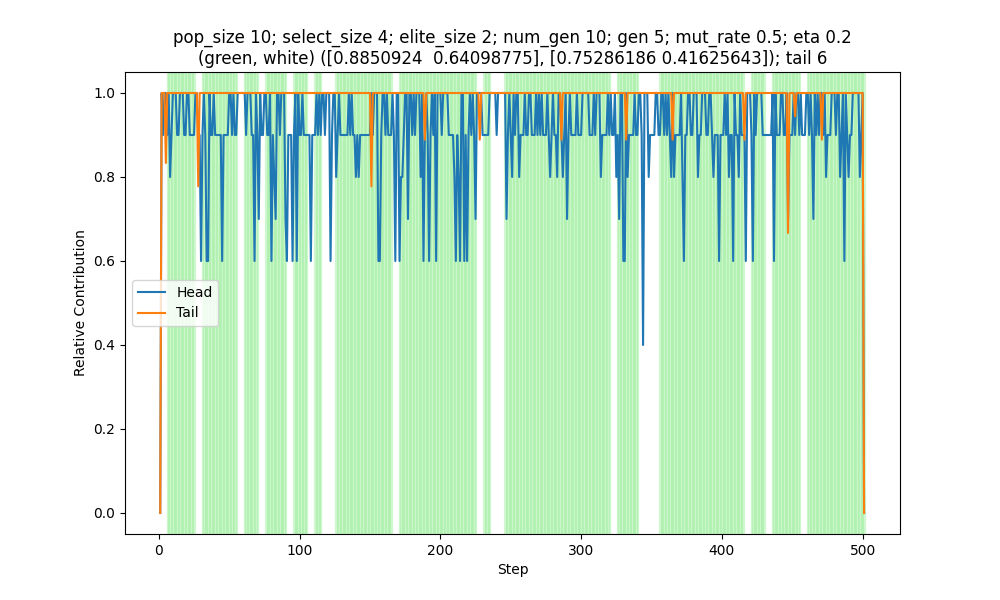 pop_size 10; select_size 4; elite_size 2; num_gen 10; gen 5; mut_rate 0.5; eta 0.2
(green, white) ([0.8850924  0.64098775], [0.75286186 0.41625643]); tail 6
1.0
0.8
0.6
0.4
0.2
0.0
Relative Contribution
Head
Tail
0
100
200
300
400
500
Step